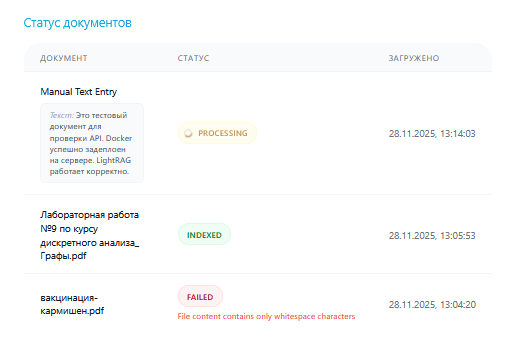 Статус документов
ДОКУМЕНТ СТАТУС ЗАГРУЖЕНО
Manual Text Entry
Текст: Это тестовый
документ для
проверки API. Docker
успешно задеплоен
на сервере. LightRAG
работает корректно.
PROCESSING
28.11.2025, 13:14:03
Лабораторная работа
№9 по курсу
дискретного анализа_
Графы.pdf
INDEXED
28.11.2025, 13:05:53
вакцинация-
кармишен.pdf
FAILED
File content contains only whitespace characters
28.11.2025, 13:04:20